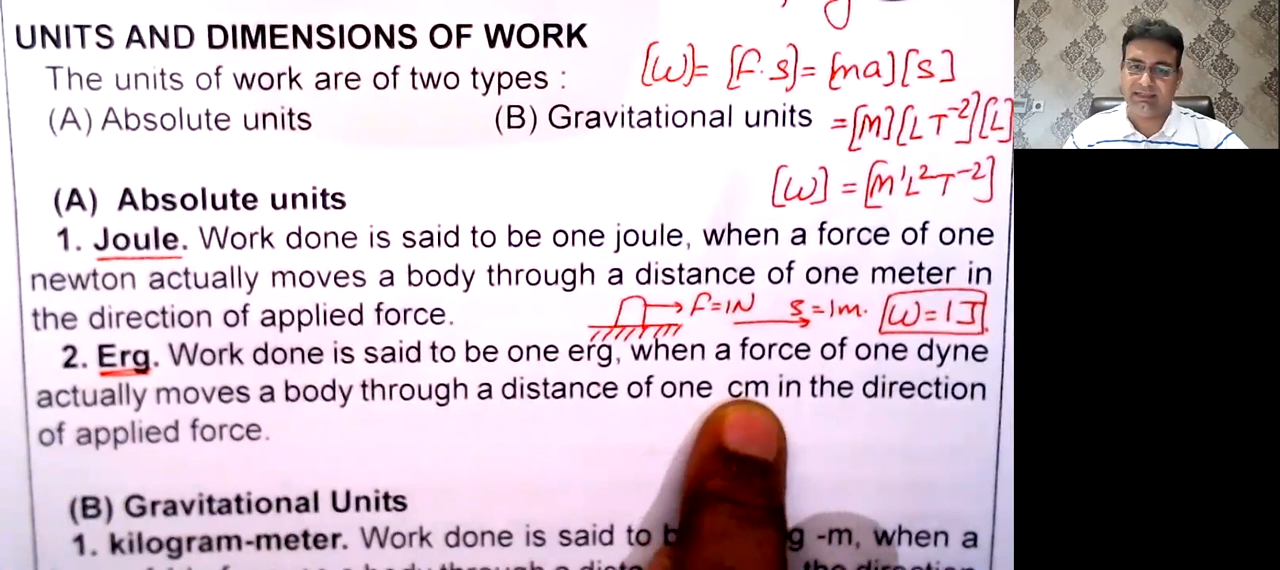 UNITS AND DIMENSIONS OF WORK
The units of work are of two types :
[W]= [F.S]= [ma][S]
(A) Absolute units (B) Gravitational units
=[M][LT⁻²][L]
[W] = [M¹L²T⁻²]
(A) Absolute units
1. Joule. Work done is said to be one joule, when a force of one
newton actually moves a body through a distance of one meter in
the direction of applied force.
F=1N S=1m. W=1J
2. Erg. Work done is said to be one erg, when a force of one dyne
actually moves a body through a distance of one cm in the direction
of applied force.
(B) Gravitational Units
1. kilogram-meter. Work done is said to g -m, when a